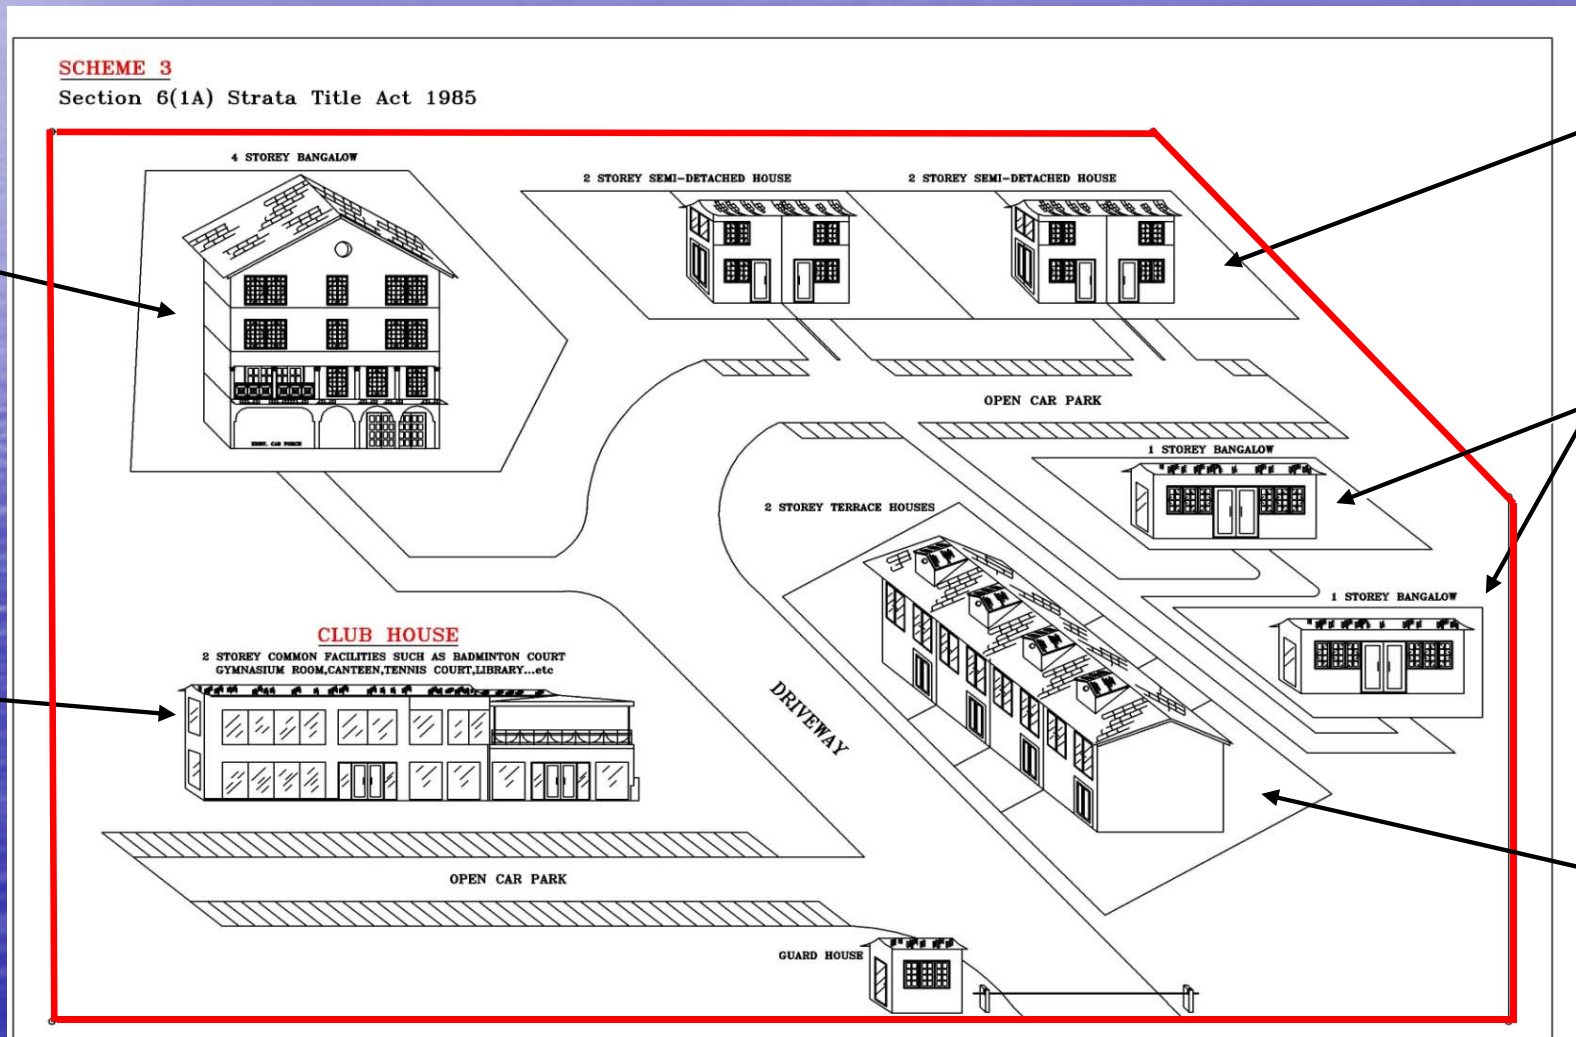 SCHEME 3
Section 6(1A) Strata Title Act 1985
4 STOREY BANGALOW
2 STOREY SEMI-DETACHED HOUSE
2 STOREY SEMI-DETACHED HOUSE
OPEN CAR PARK
1 STOREY BANGALOW
2 STOREY TERRACE HOUSES
1 STOREY BANGALOW
CLUB HOUSE
2 STOREY COMMON FACILITIES SUCH AS BADMINTON COURT
GYMNASIUM ROOM,CANTEEN,TENNIS COURT,LIBRARY...etc
DRIVEWAY
OPEN CAR PARK
GUARD HOUSE